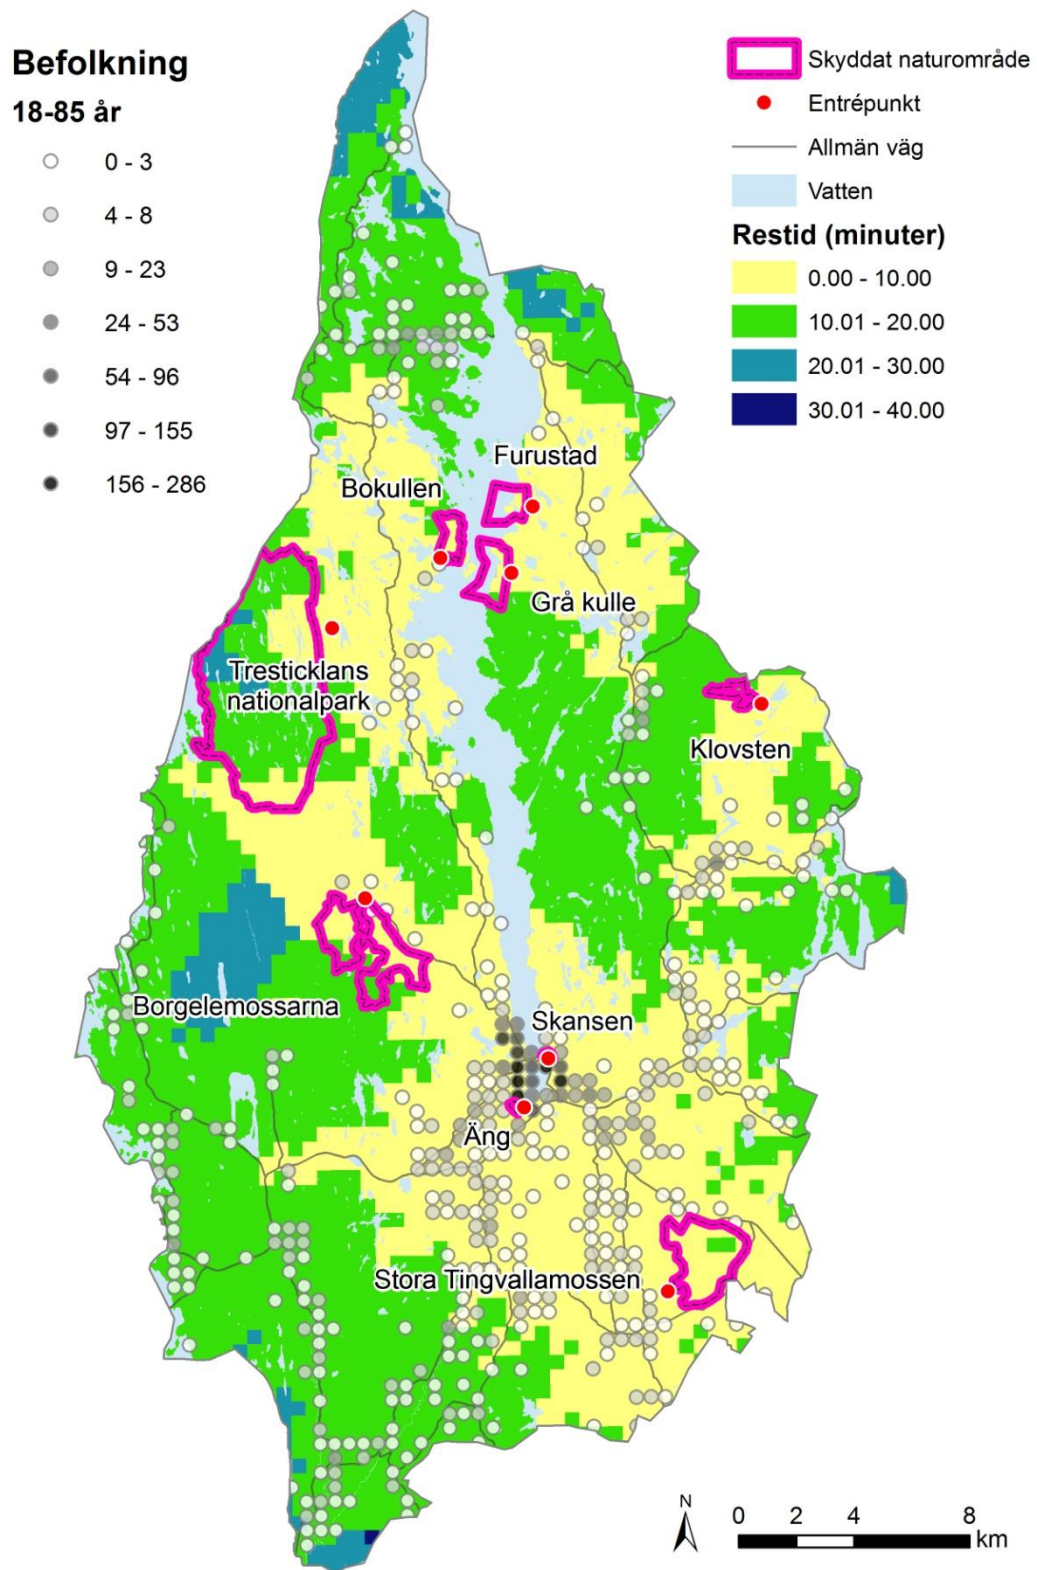 Befolkning
18-85 år
0 - 3
4 - 8
9 - 23
24 - 53
54 - 96
97 - 155
156 - 286
Skyddat naturområde
Entrépunkt
Allmän väg
Vatten
Restid (minuter)
0.00 - 10.00
10.01 - 20.00
20.01 - 30.00
30.01 - 40.00
Furustad
Bokullen
Grå kulle
Tresticklans
nationalpark
Klovsten
Borgelemossarna
Skansen
Äng
Stora Tingvallamossen
N
0 2 4 8
km